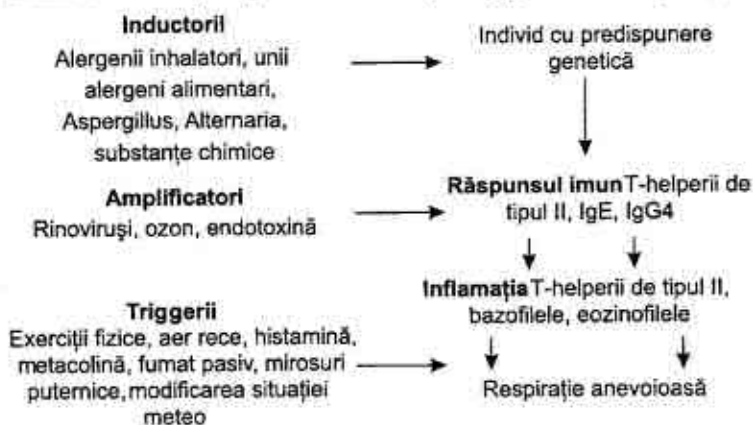 Inductorii
Alergenii inhalatori, unii
alergeni alimentari,
Aspergillus, Alternaria,
substanțe chimice
Individ cu predispunere
genetică
Amplificatori
Rinoviruși, ozon, endotoxină
Răspunsul imun T-helperii de
tipul II, IgE, IgG4
Inflamația T-helperii de tipul II,
bazofilele, eozinofilele
Triggerii
Exerciții fizice, aer rece, histamină,
metacolină, fumat pasiv, mirosuri
puternice, modificarea situației
meteo
Respirație anevoioasă